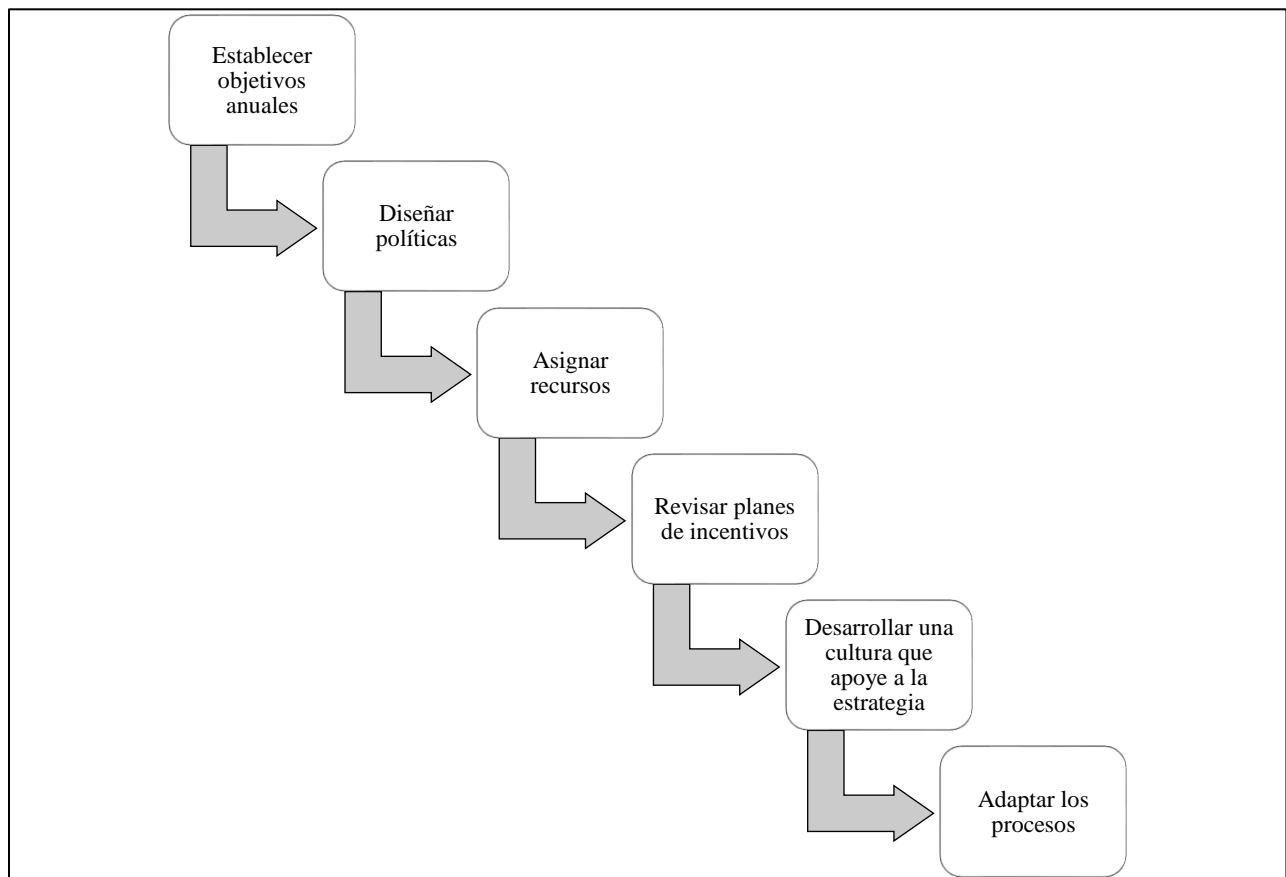 Establecer
objetivos
anuales
Diseñar
políticas
Asignar
recursos
Revisar planes
de incentivos
Desarrollar una
cultura que
apoye a la
estrategia
Adaptar los
procesos